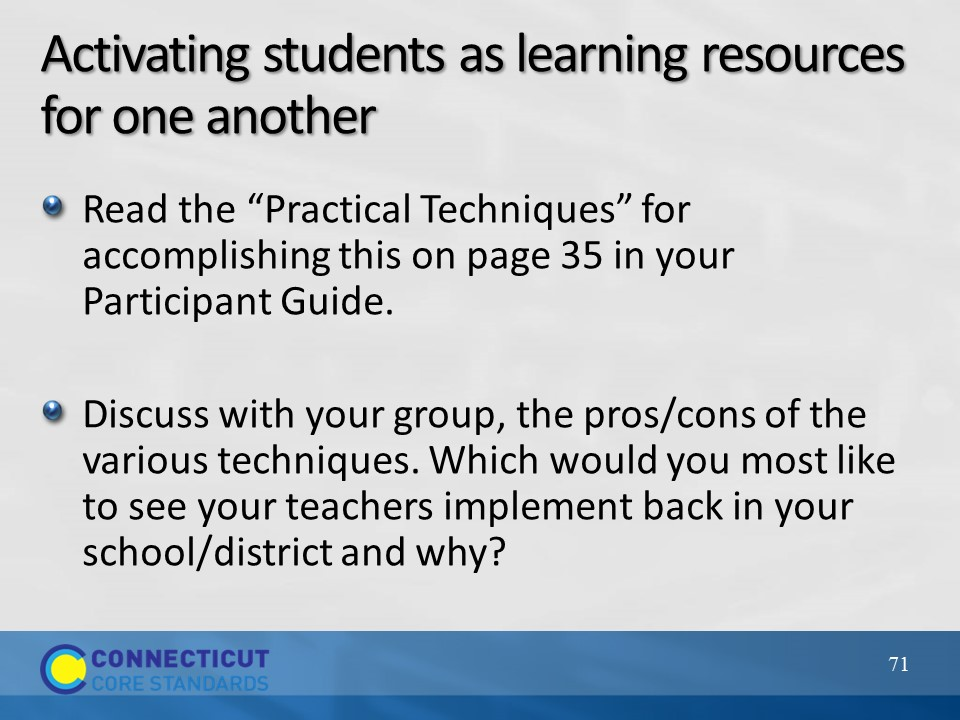 Activating students as learning resources
for one another
Read the “Practical Techniques” for
accomplishing this on page 35 in your
Participant Guide.
Discuss with your group, the pros/cons of the
various techniques. Which would you most like
to see your teachers implement back in your
school/district and why?
CONNECTICUT
CORE STANDARDS
71